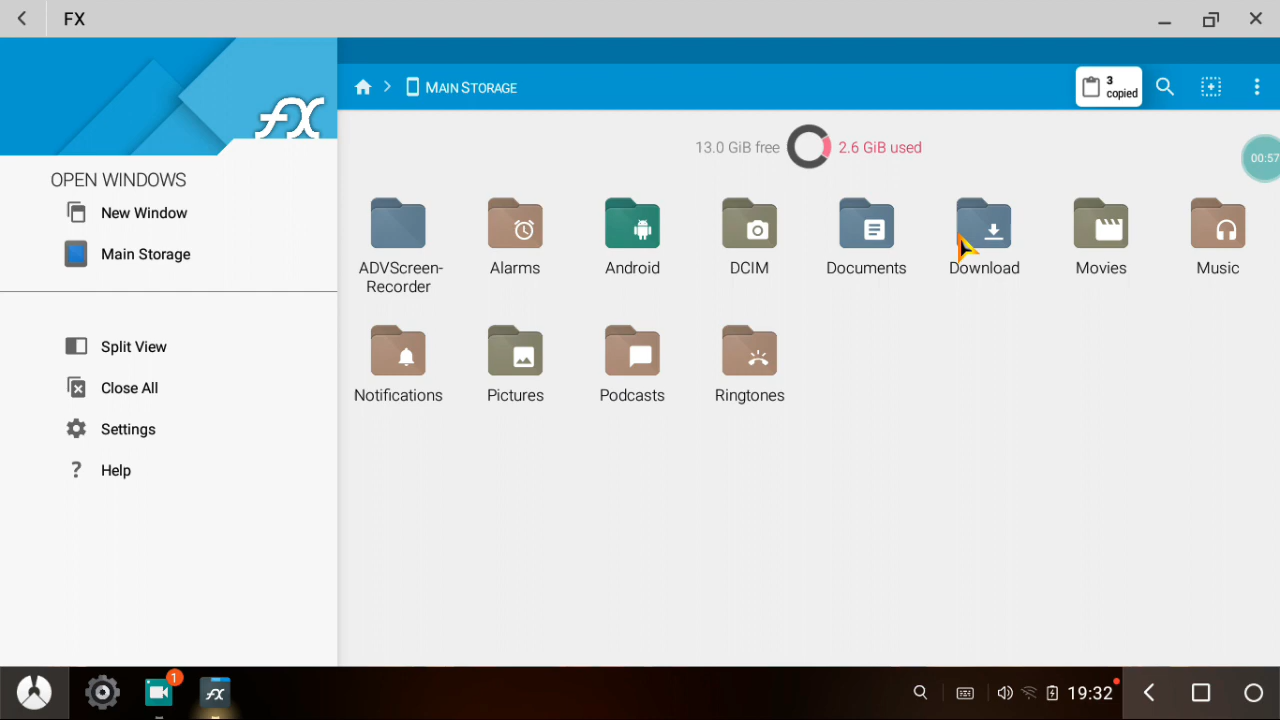 FX
MAIN STORAGE
3
copied
FX
13.0 GiB free
2.6 GiB used
00:57
OPEN WINDOWS
New Window
Main Storage
Split View
Close All
Settings
? Help
ADVScreen-
Recorder
Alarms
Android
DCIM
Documents
Download
Movies
Music
Notifications
Pictures
Podcasts
Ringtones
1
FX
19:32